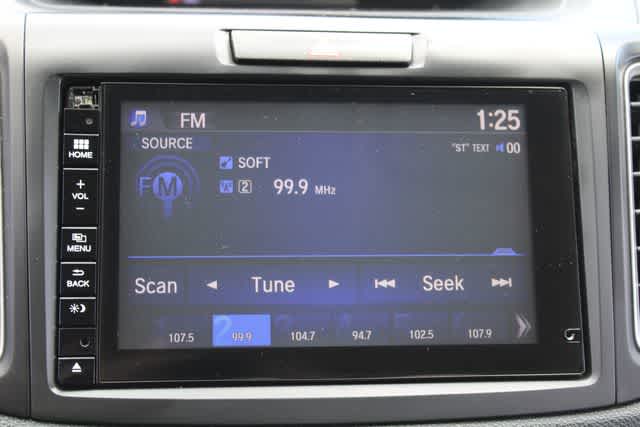 FM 1:25
SOURCE "ST" TEXT 00
HOME
SOFT
FM 2 99.9 MHz
+
VOL
−
MENU
BACK
Scan ◄ Tune ► ⏮ Seek ⏭
2
107.5 99.9 104.7 94.7 102.5 107.9